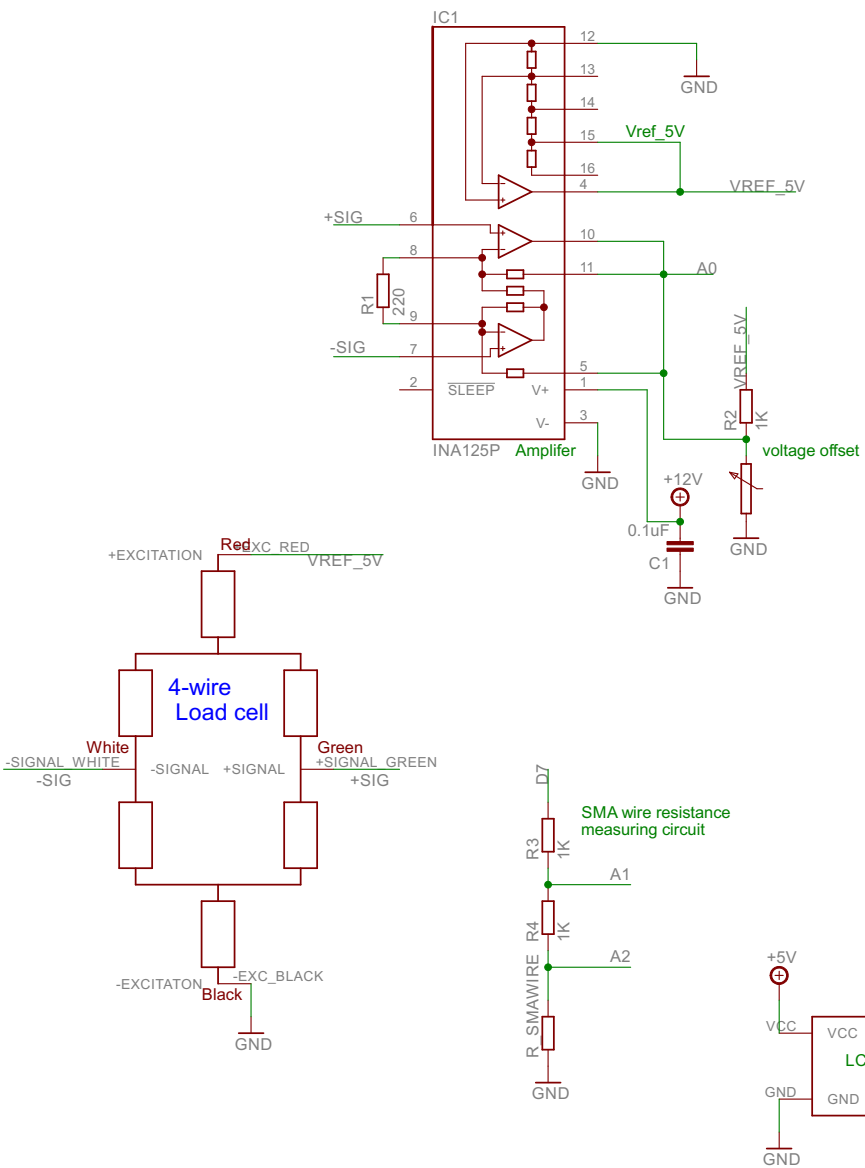 IC1
12
13
GND
14
15
Vref_5V
16
4
VREF_5V
+SIG
6
10
8
11
A0
R1
220
9
-SIG
7
VREF_5V
5
2
SLEEP
V+
1
R2
1K
V-
3
INA125P
Amplifer
voltage offset
GND
+12V
0.1uF
C1
GND
GND
Red
+EXC_RED
+EXCITATION
VREF_5V
4-wire
Load cell
White
Green
-SIGNAL_WHITE
-SIGNAL
+SIGNAL
+SIGNAL_GREEN
-SIG
+SIG
D7
SMA wire resistance
measuring circuit
R3
1K
A1
R4
1K
A2
R_SMAWIRE
GND
-EXCITATON
-EXC_BLACK
Black
GND
+5V
VCC
VCC
LC
GND
GND
GND